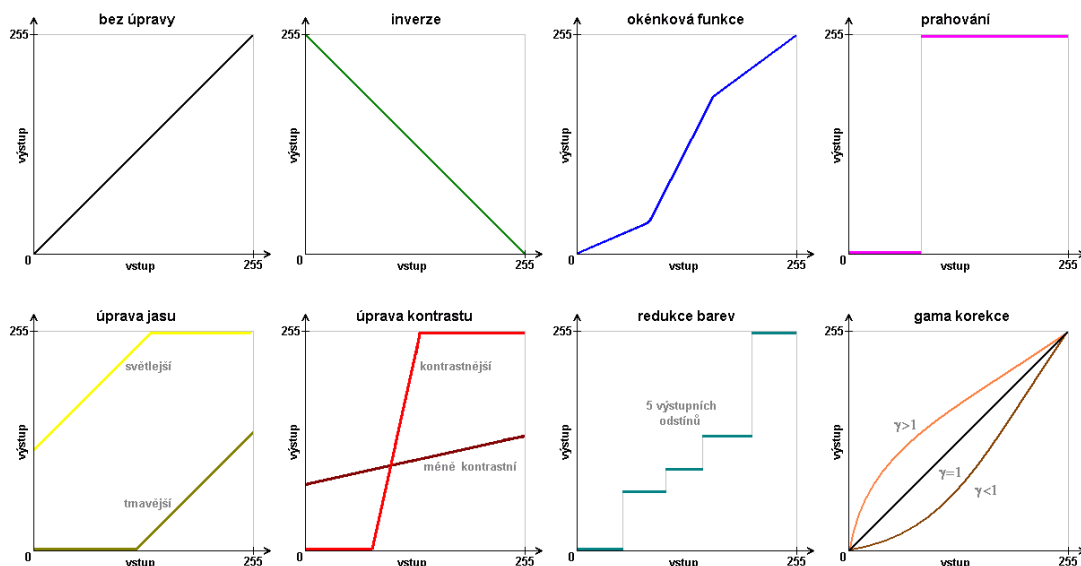 bez úpravy
255
výstup
0
vstup
255
inverze
255
výstup
0
vstup
255
okénková funkce
255
výstup
0
vstup
255
prahování
255
výstup
0
vstup
255
úprava jasu
255
světlejší
výstup
tmavější
0
vstup
255
úprava kontrastu
255
kontrastnější
výstup
méně kontrastní
0
vstup
255
redukce barev
255
5 výstupních
odstínů
výstup
0
vstup
255
gama korekce
255
γ>1
γ=1
γ<1
výstup
0
vstup
255